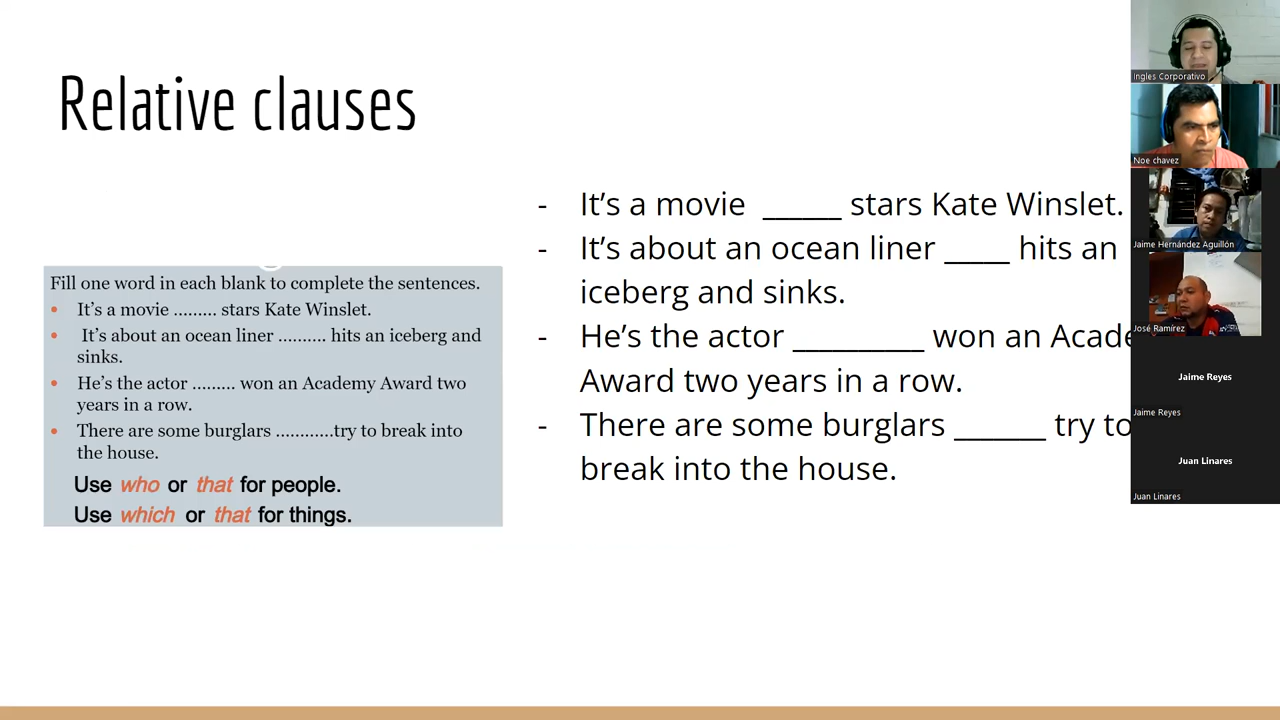 Relative clauses
Fill one word in each blank to complete the sentences.
• It's a movie ......... stars Kate Winslet.
• It's about an ocean liner .......... hits an iceberg and
sinks.
• He's the actor ......... won an Academy Award two
years in a row.
• There are some burglars ............try to break into
the house.
Use who or that for people.
Use which or that for things.
- It's a movie ______ stars Kate Winslet.
- It's about an ocean liner _____ hits an
iceberg and sinks.
- He's the actor __________ won an Acade
Award two years in a row.
- There are some burglars _______ try to
break into the house.
Ingles Corporativo
Noe chavez
Jaime Hernández Aguillón
José Ramírez
Jaime Reyes
Jaime Reyes
Juan Linares
Juan Linares